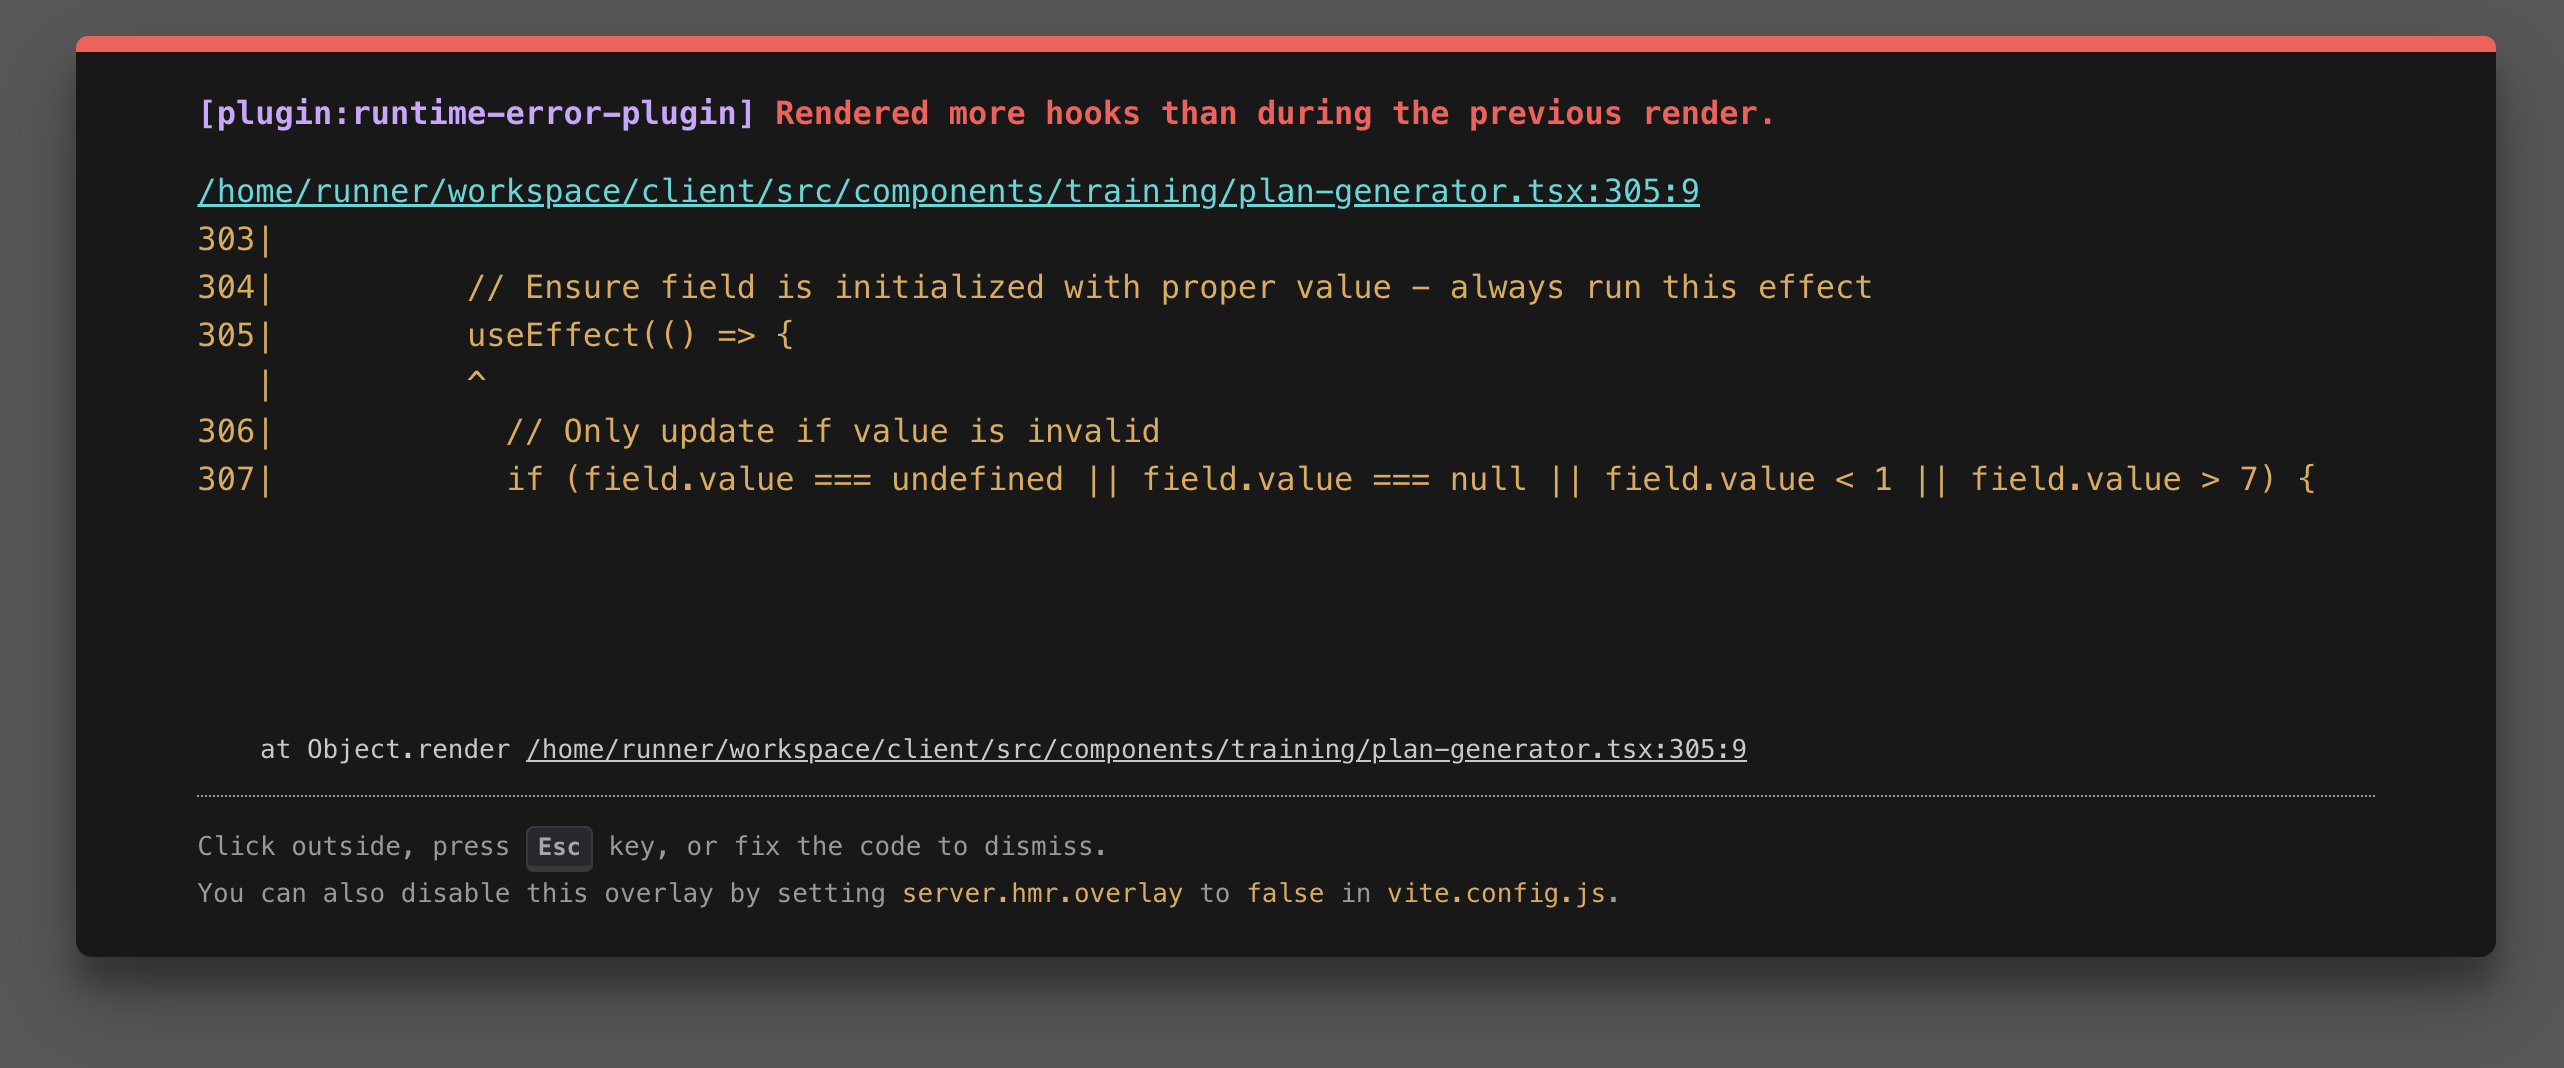 [plugin:runtime-error-plugin] Rendered more hooks than during the previous render.
/home/runner/workspace/client/src/components/training/plan-generator.tsx:305:9
303|
304|          // Ensure field is initialized with proper value - always run this effect
305|          useEffect(() => {
   |          ^
306|            // Only update if value is invalid
307|            if (field.value === undefined || field.value === null || field.value < 1 || field.value > 7) {
    at Object.render /home/runner/workspace/client/src/components/training/plan-generator.tsx:305:9
Click outside, press Esc key, or fix the code to dismiss.
You can also disable this overlay by setting server.hmr.overlay to false in vite.config.js.